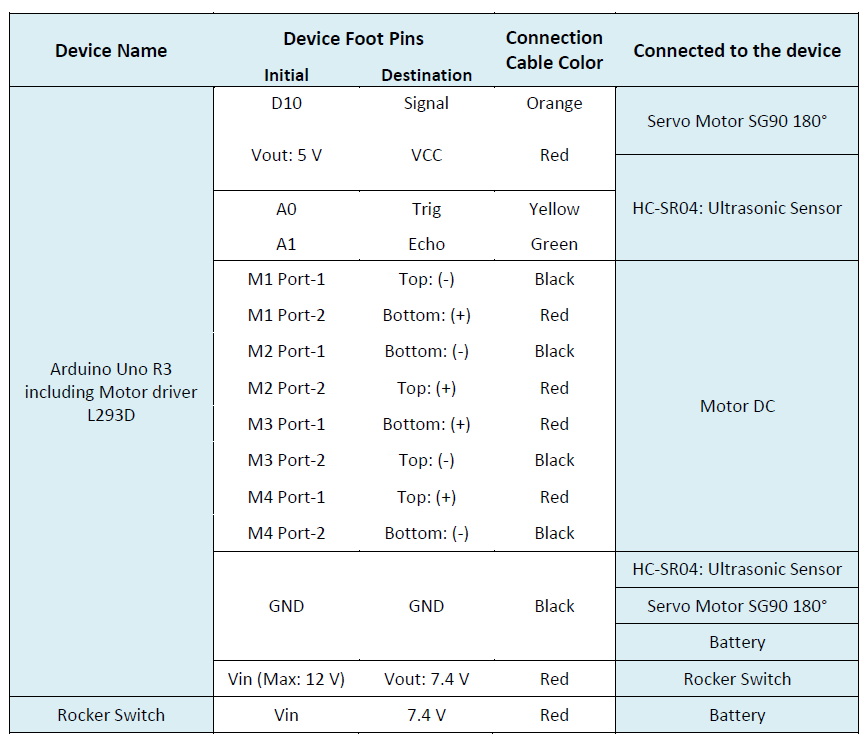 Device Name
Device Foot Pins
Connection
Cable Color
Connected to the device
Initial
Destination
Arduino Uno R3
including Motor driver
L293D
D10 Signal Orange
Servo Motor SG90 180°
Vout: 5 V VCC Red
A0 Trig Yellow
HC-SR04: Ultrasonic Sensor
A1 Echo Green
M1 Port-1 Top: (-) Black
M1 Port-2 Bottom: (+) Red
M2 Port-1 Bottom: (-) Black
M2 Port-2 Top: (+) Red
Motor DC
M3 Port-1 Bottom: (+) Red
M3 Port-2 Top: (-) Black
M4 Port-1 Top: (+) Red
M4 Port-2 Bottom: (-) Black
GND GND Black
HC-SR04: Ultrasonic Sensor
Servo Motor SG90 180°
Battery
Vin (Max: 12 V) Vout: 7.4 V Red Rocker Switch
Rocker Switch Vin 7.4 V Red Battery